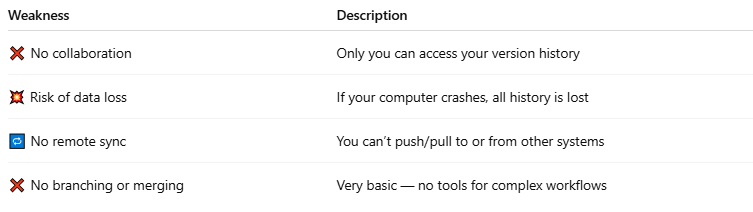 Weakness Description
❌ No collaboration Only you can access your version history
💥 Risk of data loss If your computer crashes, all history is lost
🔁 No remote sync You can’t push/pull to or from other systems
❌ No branching or merging Very basic — no tools for complex workflows